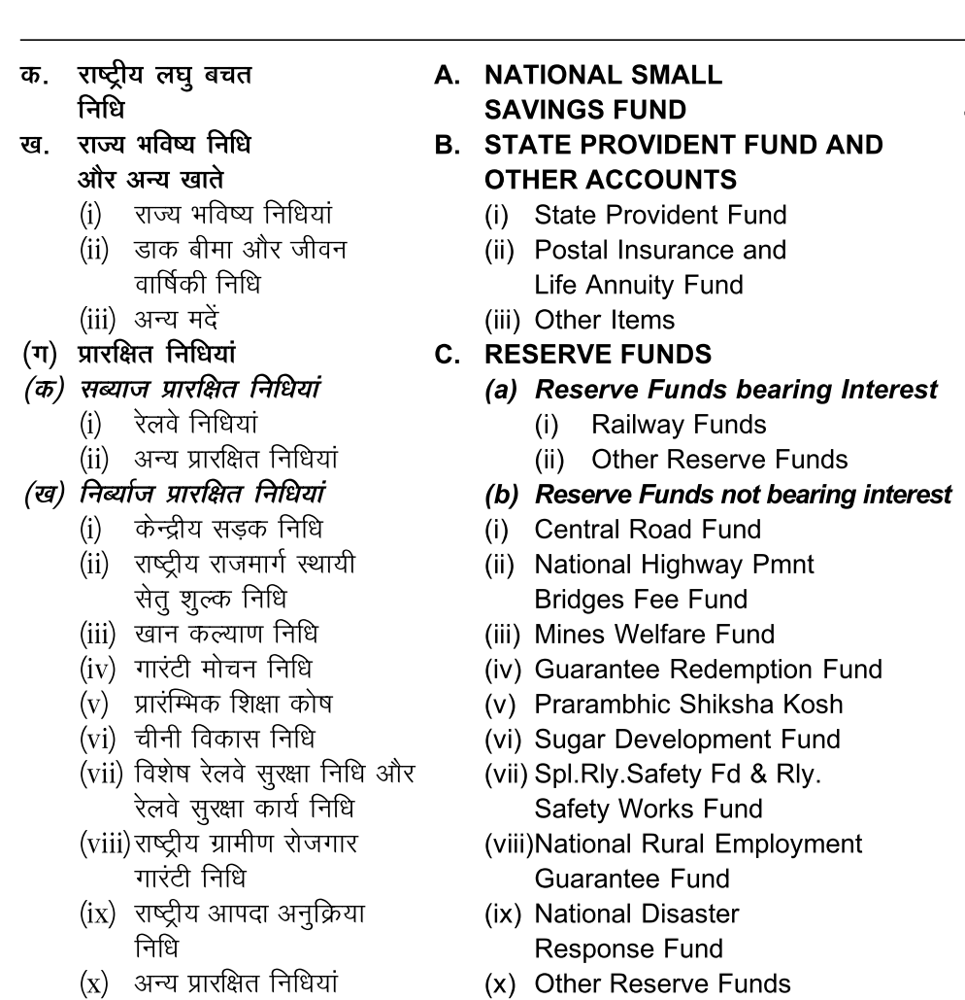 क. राष्ट्रीय लघु बचत
निधि
ख. राज्य भविष्य निधि
और अन्य खाते
(i) राज्य भविष्य निधियां
(ii) डाक बीमा और जीवन
वार्षिकी निधि
(iii) अन्य मदें
(ग) प्रारक्षित निधियां
(क) सब्याज प्रारक्षित निधियां
(i) रेलवे निधियां
(ii) अन्य प्रारक्षित निधियां
(ख) निर्ब्याज प्रारक्षित निधियां
(i) केन्द्रीय सड़क निधि
(ii) राष्ट्रीय राजमार्ग स्थायी
सेतु शुल्क निधि
(iii) खान कल्याण निधि
(iv) गारंटी मोचन निधि
(v) प्रारंम्भिक शिक्षा कोष
(vi) चीनी विकास निधि
(vii) विशेष रेलवे सुरक्षा निधि और
रेलवे सुरक्षा कार्य निधि
(viii) राष्ट्रीय ग्रामीण रोजगार
गारंटी निधि
(ix) राष्ट्रीय आपदा अनुक्रिया
निधि
(x) अन्य प्रारक्षित निधियां
A. NATIONAL SMALL
SAVINGS FUND
B. STATE PROVIDENT FUND AND
OTHER ACCOUNTS
(i) State Provident Fund
(ii) Postal Insurance and
Life Annuity Fund
(iii) Other Items
C. RESERVE FUNDS
(a) Reserve Funds bearing Interest
(i) Railway Funds
(ii) Other Reserve Funds
(b) Reserve Funds not bearing interest
(i) Central Road Fund
(ii) National Highway Pmnt
Bridges Fee Fund
(iii) Mines Welfare Fund
(iv) Guarantee Redemption Fund
(v) Prarambhic Shiksha Kosh
(vi) Sugar Development Fund
(vii) Spl.Rly.Safety Fd & Rly.
Safety Works Fund
(viii)National Rural Employment
Guarantee Fund
(ix) National Disaster
Response Fund
(x) Other Reserve Funds